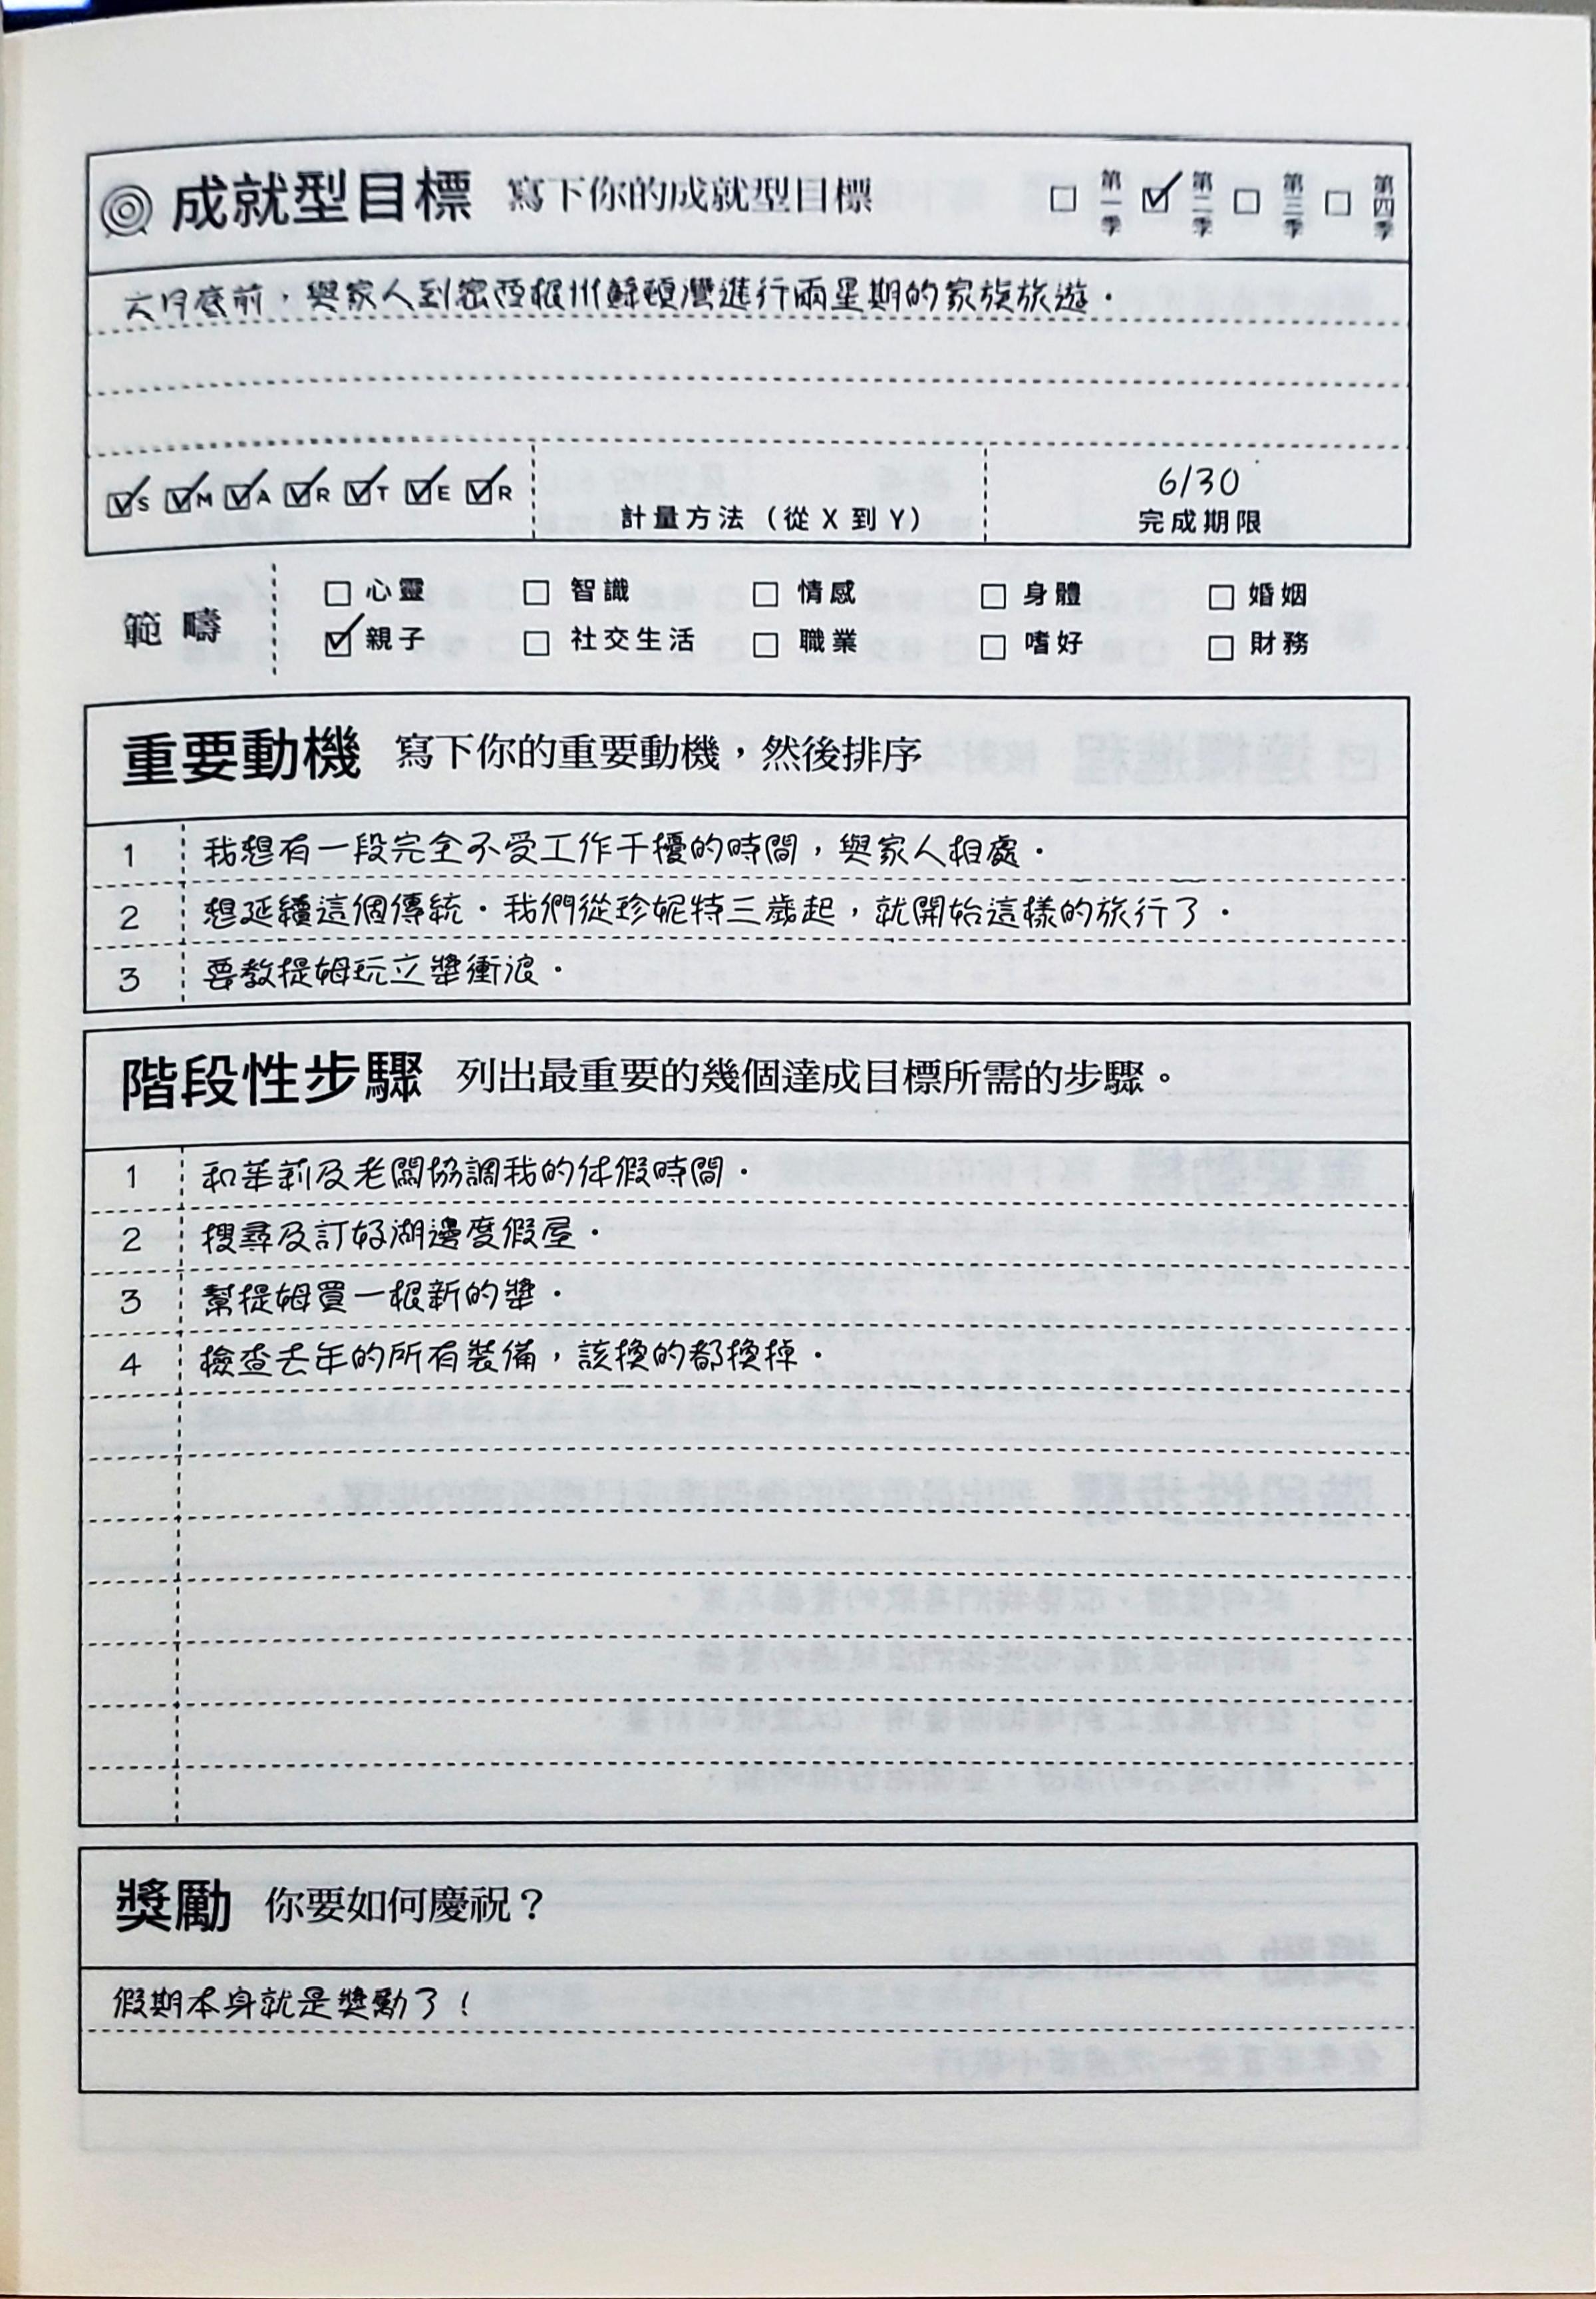 成就型目標 寫下你的成就型目標 □ 第一季 ☑ 第二季 □ 第三季 □ 第四季
六月底前，與家人到密西根州蘇頓灣進行兩星期的家族旅遊。
☑S ☑M ☑A ☑R ☑T ☑E ☑R 計量方法（從 X 到 Y） 6/30
完成期限
範疇 □ 心靈 □ 智識 □ 情感 □ 身體 □ 婚姻
☑ 親子 □ 社交生活 □ 職業 □ 嗜好 □ 財務
重要動機 寫下你的重要動機，然後排序
1 我想有一段完全不受工作干擾的時間，與家人相處。
2 想延續這個傳統。我們從珍妮特三歲起，就開始這樣的旅行了。
3 要教提姆玩立槳衝浪。
階段性步驟 列出最重要的幾個達成目標所需的步驟。
1 和茱莉及老闆協調我的休假時間。
2 搜尋及訂好湖邊度假屋。
3 幫提姆買一根新的槳。
4 檢查去年的所有裝備，該換的都換掉。
獎勵 你要如何慶祝？
假期本身就是獎勵了！